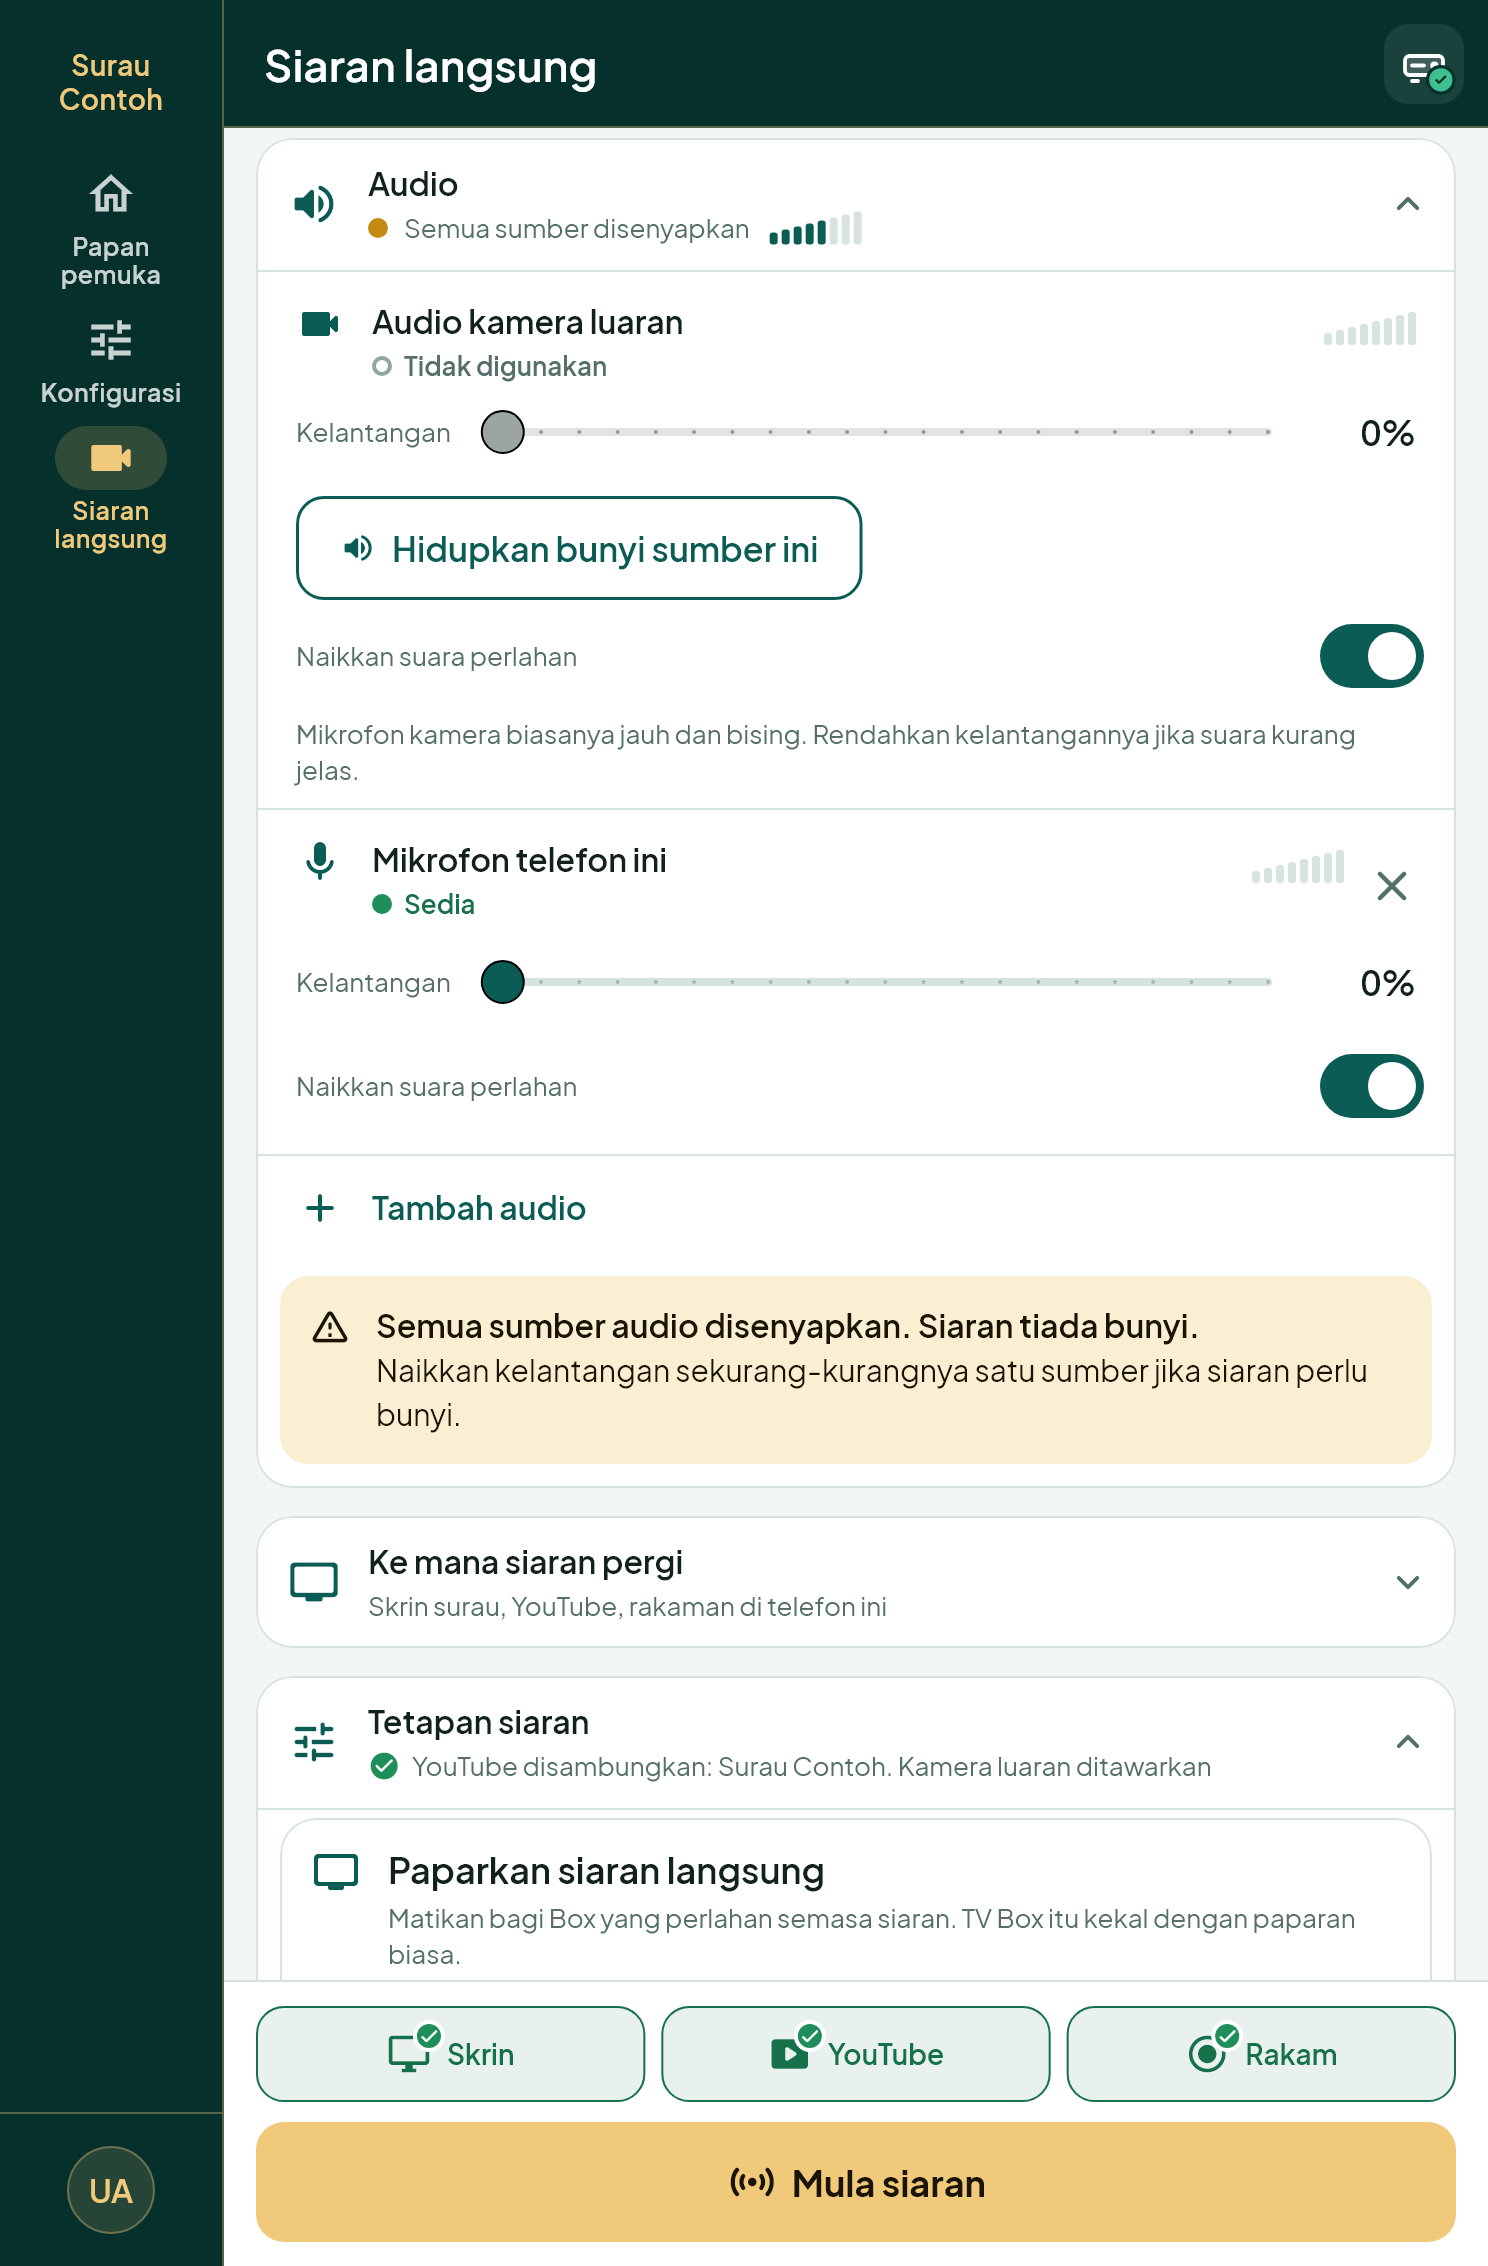 Surau
Contoh
Papan
pemuka
Konfigurasi
Siaran
langsung
UA
Siaran langsung
Audio
Semua sumber disenyapkan
Audio kamera luaran
Tidak digunakan
Kelantangan
0%
Hidupkan bunyi sumber ini
Naikkan suara perlahan
Mikrofon kamera biasanya jauh dan bising. Rendahkan kelantangannya jika suara kurang
jelas.
Mikrofon telefon ini
Sedia
Kelantangan
0%
Naikkan suara perlahan
Tambah audio
Semua sumber audio disenyapkan. Siaran tiada bunyi.
Naikkan kelantangan sekurang-kurangnya satu sumber jika siaran perlu
bunyi.
Ke mana siaran pergi
Skrin surau, YouTube, rakaman di telefon ini
Tetapan siaran
YouTube disambungkan: Surau Contoh. Kamera luaran ditawarkan
Paparkan siaran langsung
Matikan bagi Box yang perlahan semasa siaran. TV Box itu kekal dengan paparan
biasa.
Skrin
YouTube
Rakam
Mula siaran